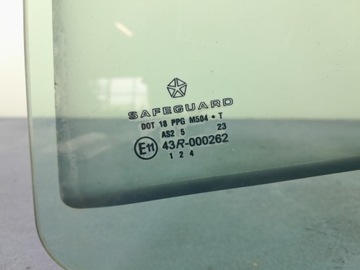 SAFEGUARD
DOT 18 PPG M504 • T
AS2 5 23
E11 43R-000262
1 2 4